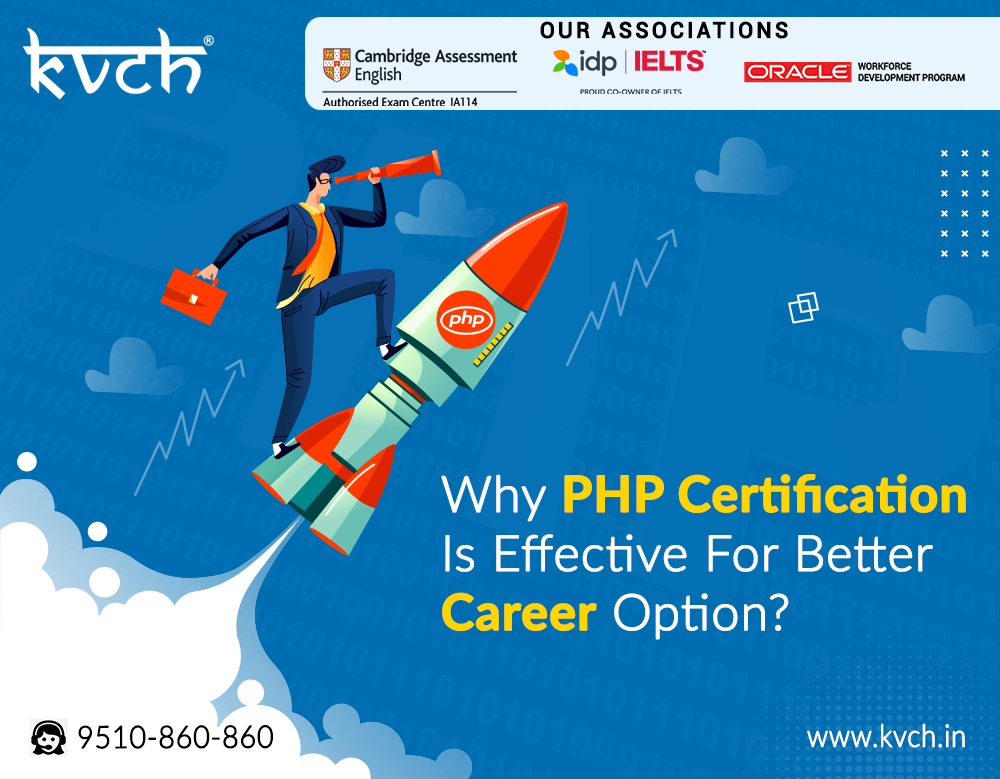 kvch®
OUR ASSOCIATIONS
Cambridge Assessment
English
Authorised Exam Centre IA114
idp | IELTS™
PROUD CO-OWNER OF IELTS
ORACLE
WORKFORCE
DEVELOPMENT PROGRAM
php
Why PHP Certification
Is Effective For Better
Career Option?
9510-860-860
www.kvch.in